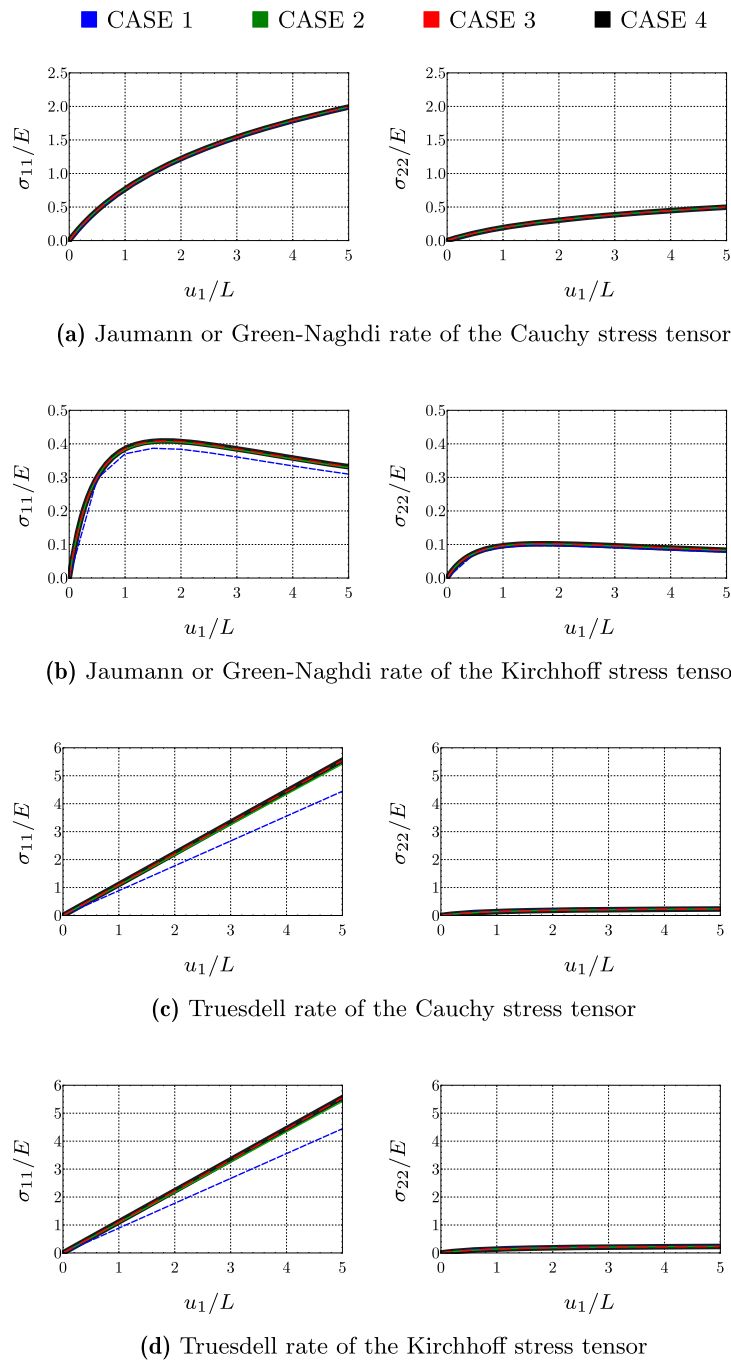 CASE 1 CASE 2 CASE 3 CASE 4
2.5 2.5
2.0 2.0
1.5 1.5
1.0 1.0
0.5 0.5
0.0 0.0
0 1 2 3 4 5 0 1 2 3 4 5
σ11/E σ22/E
u1/L u1/L
(a) Jaumann or Green-Naghdi rate of the Cauchy stress tensor
0.5 0.5
0.4 0.4
0.3 0.3
0.2 0.2
0.1 0.1
0.0 0.0
0 1 2 3 4 5 0 1 2 3 4 5
σ11/E σ22/E
u1/L u1/L
(b) Jaumann or Green-Naghdi rate of the Kirchhoff stress tenso
6 6
5 5
4 4
3 3
2 2
1 1
0 0
0 1 2 3 4 5 0 1 2 3 4 5
σ11/E σ22/E
u1/L u1/L
(c) Truesdell rate of the Cauchy stress tensor
6 6
5 5
4 4
3 3
2 2
1 1
0 0
0 1 2 3 4 5 0 1 2 3 4 5
σ11/E σ22/E
u1/L u1/L
(d) Truesdell rate of the Kirchhoff stress tensor